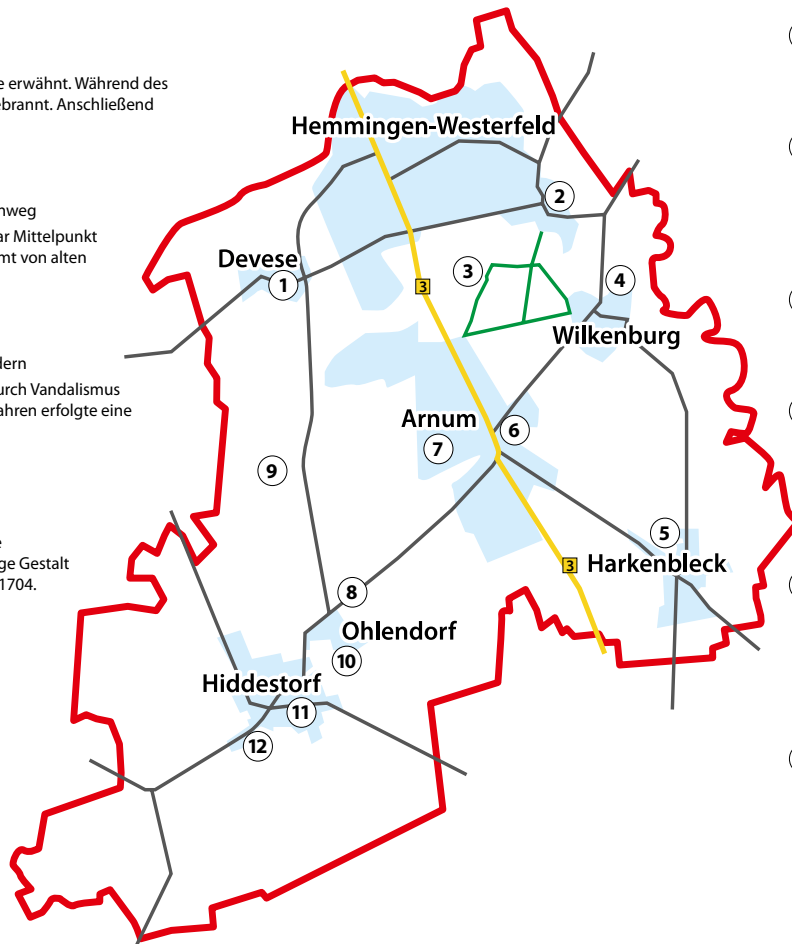 e erwähnt. Während des
ebrannt. Anschließend
nweg
ar Mittelpunkt
mt von alten
dern
urch Vandalismus
ahren erfolgte eine
e
ge Gestalt
1704.
Hemmingen-Westerfeld
2
Devese
1
3
3
4
Wilkenburg
Arnum
6
7
9
5
3
Harkenbleck
8
Ohlendorf
10
Hiddestorf
11
12